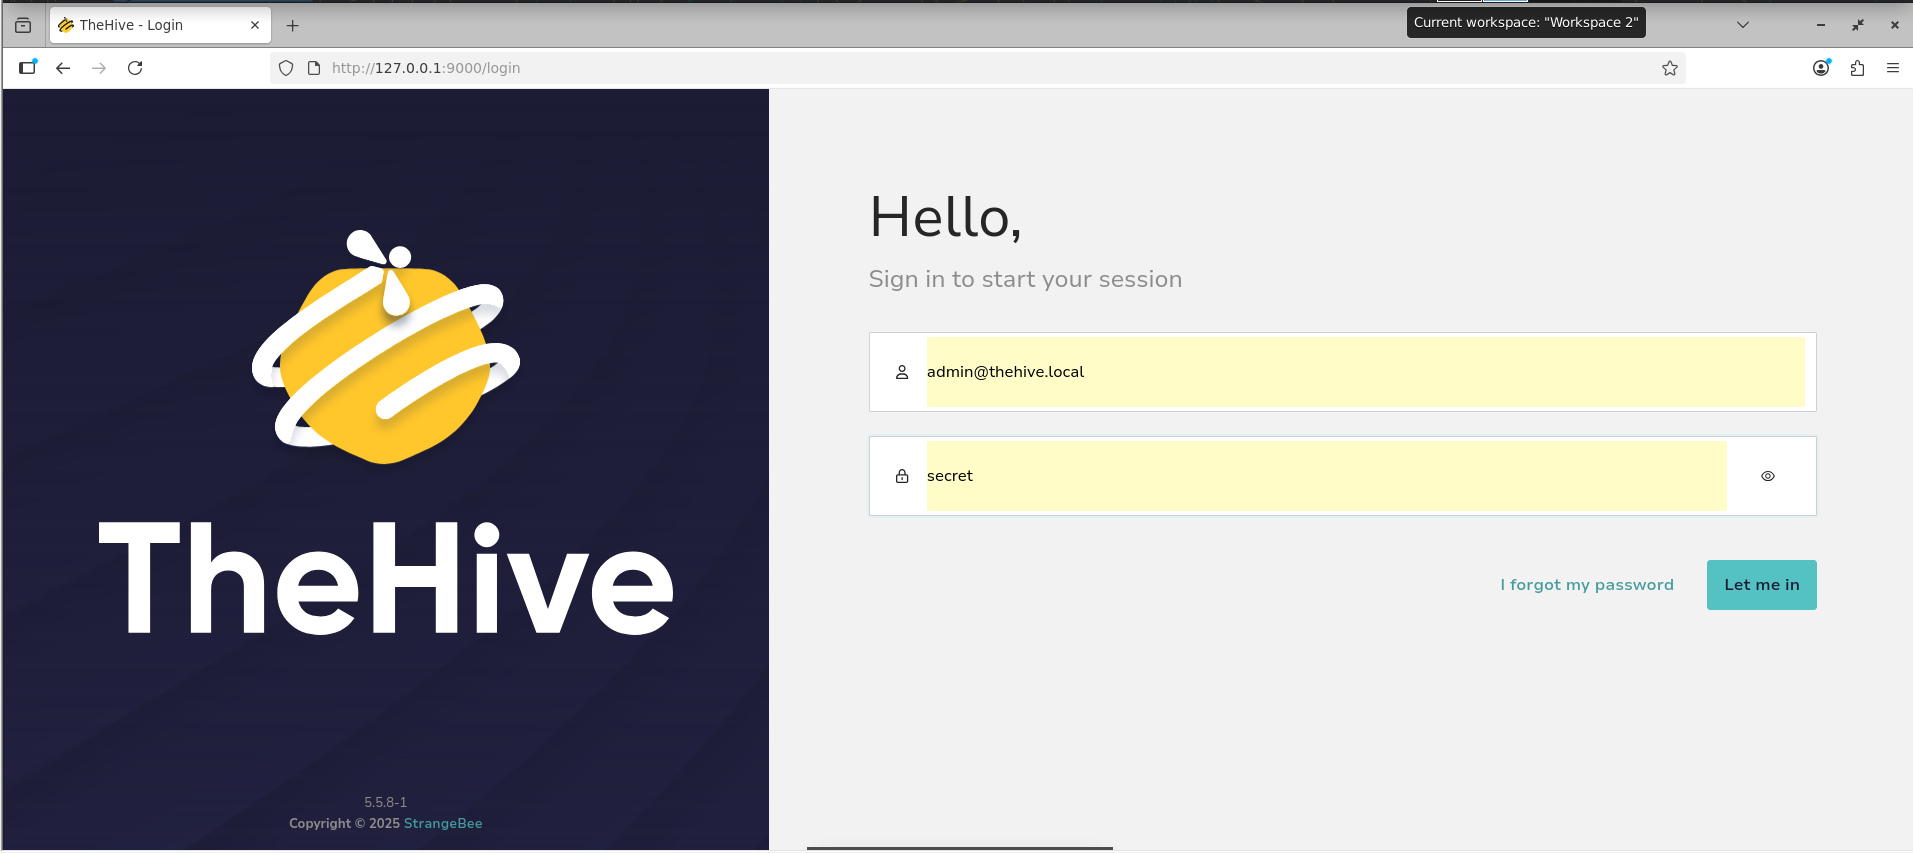 TheHive - Login
Current workspace: "Workspace 2"
http://127.0.0.1:9000/login
Hello,
Sign in to start your session
admin@thehive.local
secret
I forgot my password
Let me in
TheHive
5.5.8-1
Copyright © 2025 StrangeBee